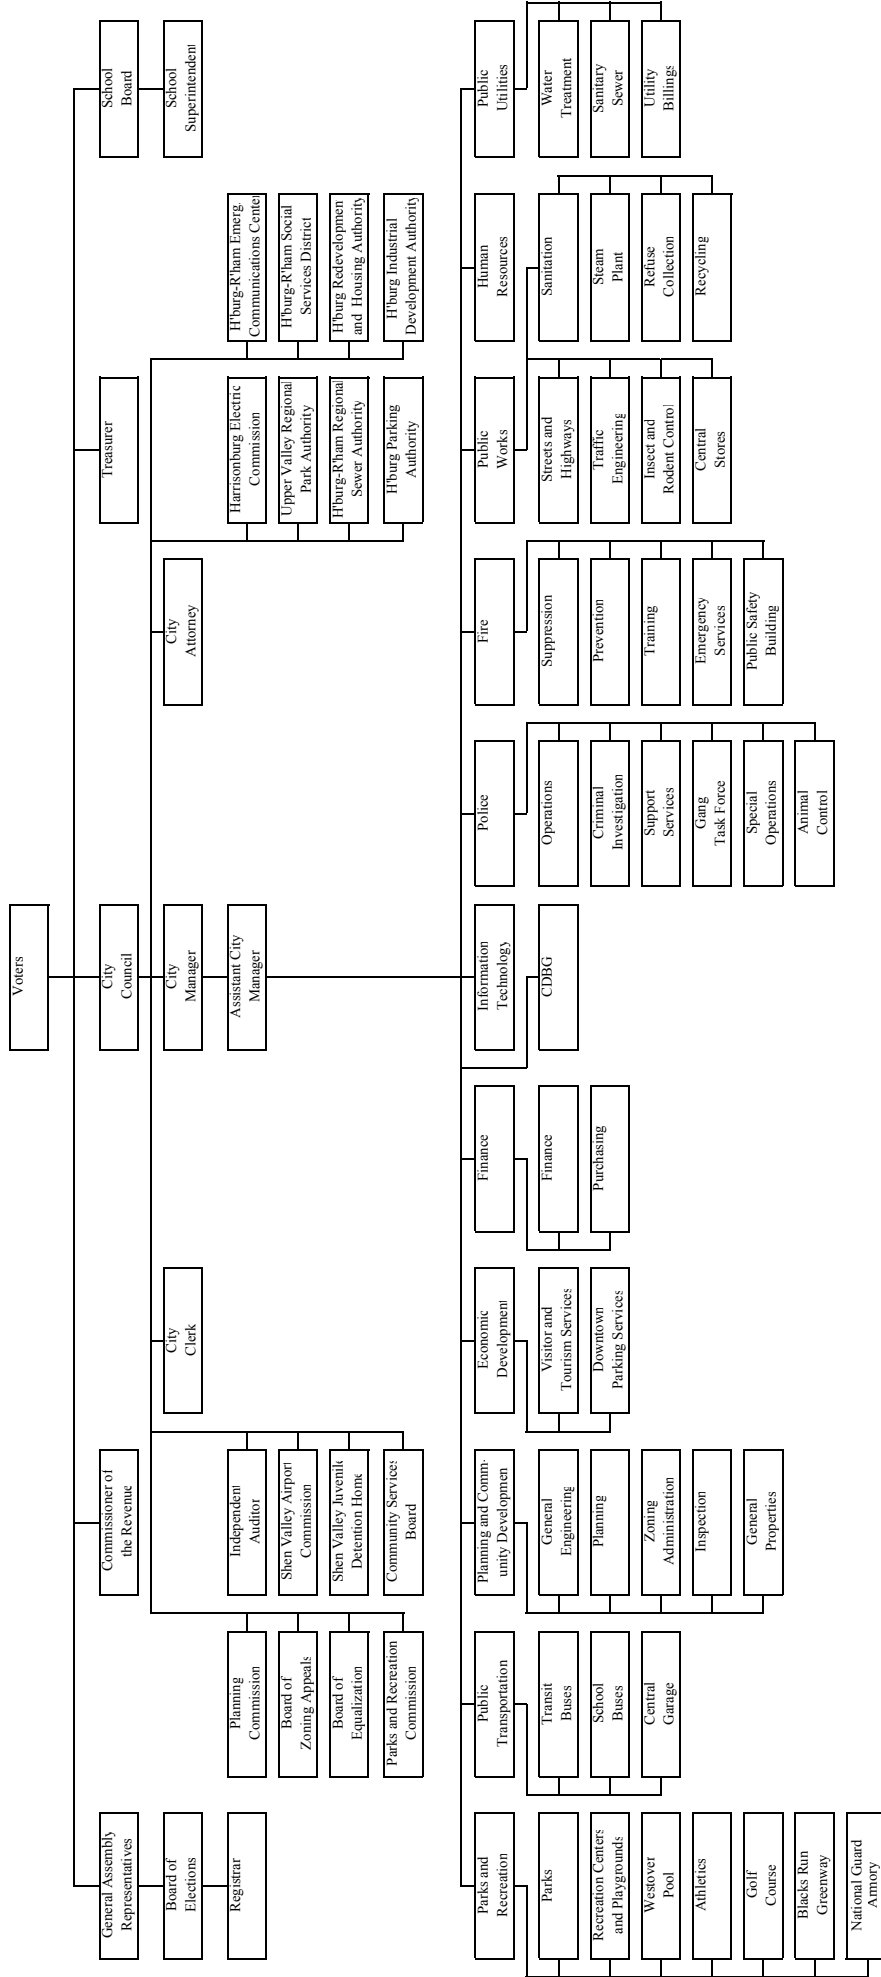 Voters
General Assembly
Representatives
Commissioner of
the Revenue
City
Council
Treasurer
School
Board
Board of
Elections
City
Clerk
City
Manager
City
Attorney
School
Superintendent
Registrar
Planning
Commission
Independent
Auditor
Assistant City
Manager
Harrisonburg Electric
Commission
H'burg-R'ham Emerg.
Communications Center
Board of
Zoning Appeals
Shen Valley Airport
Commission
Upper Valley Regional
Park Authority
H'burg-R'ham Social
Services District
Board of
Equalization
Shen Valley Juvenile
Detention Home
H'burg-R'ham Regional
Sewer Authority
H'burg Redevelopmen
and Housing Authority
Parks and Recreation
Commission
Community Services
Board
H'burg Parking
Authority
H'burg Industrial
Development Authority
Parks and
Recreation
Public
Transportation
Planning and Comm-
unity Developmen
Economic
Development
Finance
Information
Technology
Police
Fire
Public
Works
Human
Resources
Public
Utilities
Parks
Transit
Buses
General
Engineering
Visitor and
Tourism Services
Finance
CDBG
Operations
Suppression
Streets and
Highways
Sanitation
Water
Treatment
Recreation Centers
and Playgrounds
School
Buses
Planning
Downtown
Parking Services
Purchasing
Criminal
Investigation
Prevention
Traffic
Engineering
Steam
Plant
Sanitary
Sewer
Westover
Pool
Central
Garage
Zoning
Administration
Support
Services
Training
Insect and
Rodent Control
Refuse
Collection
Utility
Billings
Athletics
Inspection
Gang
Task Force
Emergency
Services
Central
Stores
Recycling
Golf
Course
General
Properties
Special
Operations
Public Safety
Building
Blacks Run
Greenway
Animal
Control
National Guard
Armory